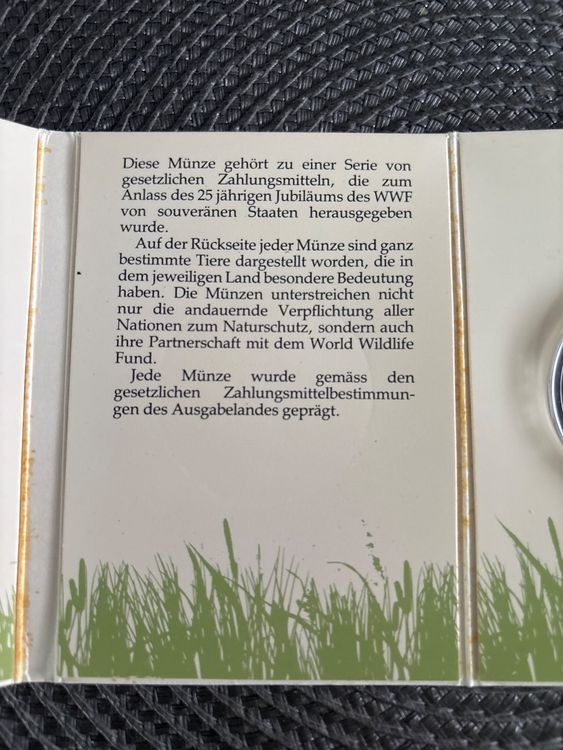 Diese Münze gehört zu einer Serie von
gesetzlichen Zahlungsmitteln, die zum
Anlass des 25 jährigen Jubiläums des WWF
von souveränen Staaten herausgegeben
wurde.
Auf der Rückseite jeder Münze sind ganz
bestimmte Tiere dargestellt worden, die in
dem jeweiligen Land besondere Bedeutung
haben. Die Münzen unterstreichen nicht
nur die andauernde Verpflichtung aller
Nationen zum Naturschutz, sondern auch
ihre Partnerschaft mit dem World Wildlife
Fund.
Jede Münze wurde gemäss den
gesetzlichen Zahlungsmittelbestimmun-
gen des Ausgabelandes geprägt.